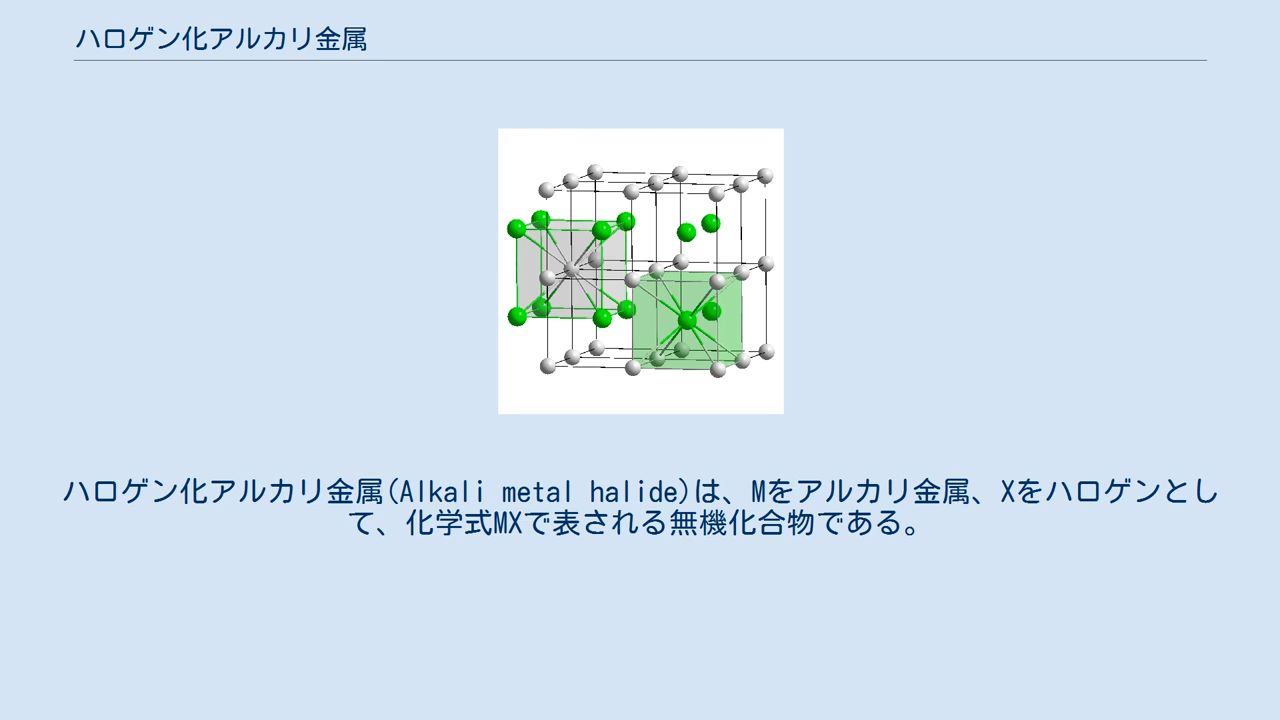 ハロゲン化アルカリ金属
ハロゲン化アルカリ金属(Alkali metal halide)は、Mをアルカリ金属、Xをハロゲンとし
て、化学式MXで表される無機化合物である。